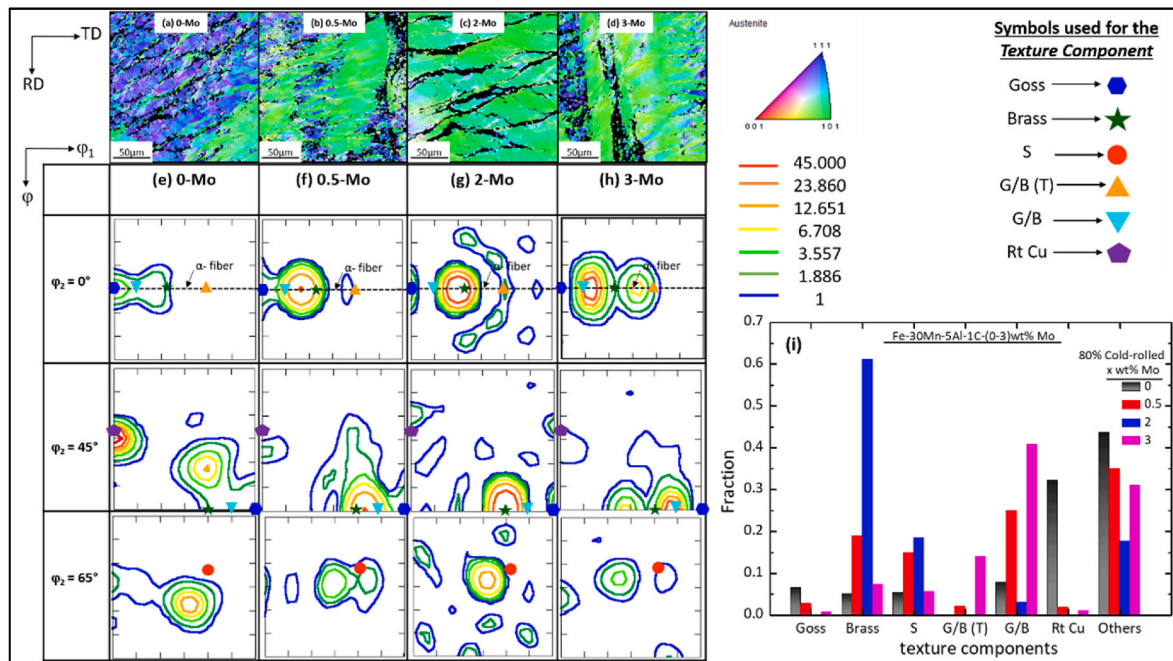 (a) 0-Mo
(b) 0.5-Mo
(c) 2-Mo
(d) 3-Mo
TD
RD
50µm
50µm
50µm
50µm
φ₁
φ
Austenite
111
001
101
Symbols used for the
Texture Component
Goss
Brass
S
G/B (T)
G/B
Rt Cu
(e) 0-Mo
(f) 0.5-Mo
(g) 2-Mo
(h) 3-Mo
45.000
23.860
12.651
6.708
3.557
1.886
1
φ₂ = 0°
α- fiber
α- fiber
α- fiber
α- fiber
φ₂ = 45°
φ₂ = 65°
(i)
Fe-30Mn-5Al-1C-(0-3)wt% Mo
80% Cold-rolled
x wt% Mo
0
0.5
2
3
Fraction
0.7
0.6
0.5
0.4
0.3
0.2
0.1
0.0
Goss
Brass
S
G/B (T)
G/B
Rt Cu
Others
texture components